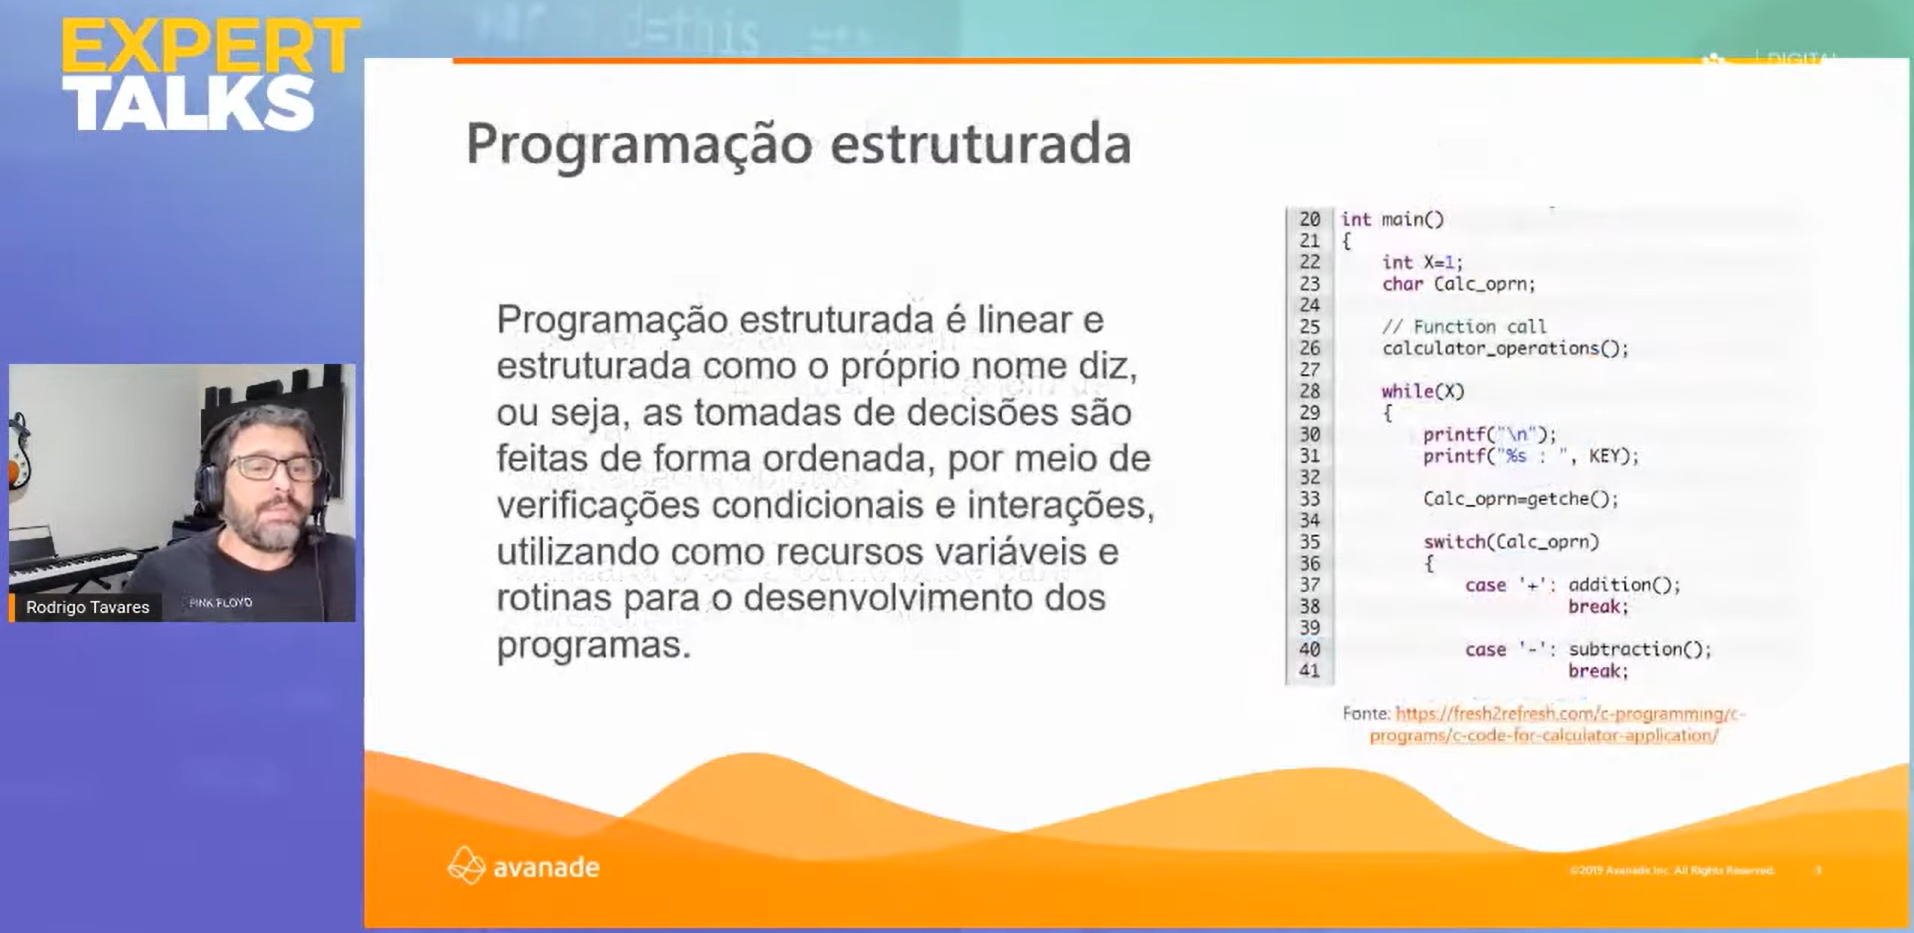 EXPERT
TALKS
DIGITAL
Programação estruturada
Programação estruturada é linear e
estruturada como o próprio nome diz,
ou seja, as tomadas de decisões são
feitas de forma ordenada, por meio de
verificações condicionais e interações,
utilizando como recursos variáveis e
rotinas para o desenvolvimento dos
programas.
20 int main()
21 {
22 int X=1;
23 char Calc_oprn;
24
25 // Function call
26 calculator_operations();
27
28 while(X)
29 {
30 printf("\n");
31 printf("%s : ", KEY);
32
33 Calc_oprn=getche();
34
35 switch(Calc_oprn)
36 {
37 case '+': addition();
38 break;
39
40 case '-': subtraction();
41 break;
Fonte: https://fresh2refresh.com/c-programming/c-
programs/c-code-for-calculator-application/
Rodrigo Tavares
PINK FLOYD
avanade
©2019 Avanade Inc. All Rights Reserved.
3